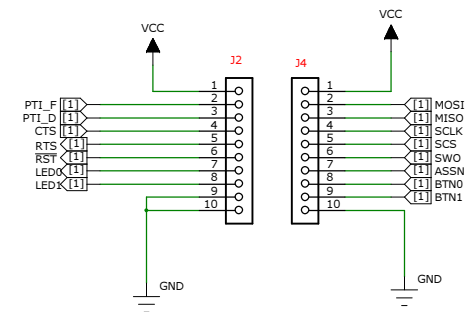 VCC
VCC
J2
J4
1
2
3
4
5
6
7
8
9
10
1
2
3
4
5
6
7
8
9
10
PTI_F [1]
PTI_D [1]
CTS [1]
RTS [1]
RST [1]
LED0 [1]
LED1 [1]
[1] MOSI
[1] MISO
[1] SCLK
[1] SCS
[1] SWO
[1] ASSN
[1] BTN0
[1] BTN1
GND
GND